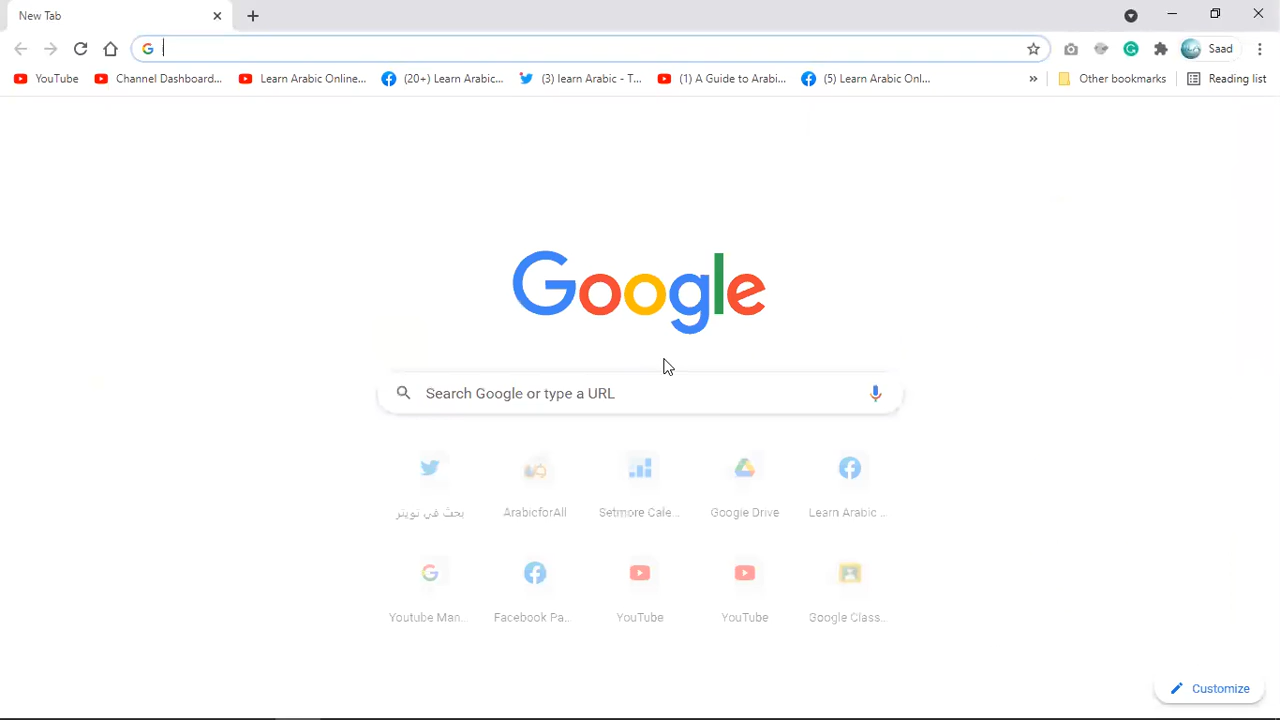 New Tab
Saad
YouTube
Channel Dashboard...
Learn Arabic Online...
(20+) Learn Arabic...
(3) learn Arabic - T...
(1) A Guide to Arabi...
(5) Learn Arabic Onl...
»
Other bookmarks
Reading list
Google
Search Google or type a URL
بحث في تويتر
ArabicforAll
Setmore Cale...
Google Drive
Learn Arabic ...
Youtube Man...
Facebook Pa...
YouTube
YouTube
Google Class...
Customize